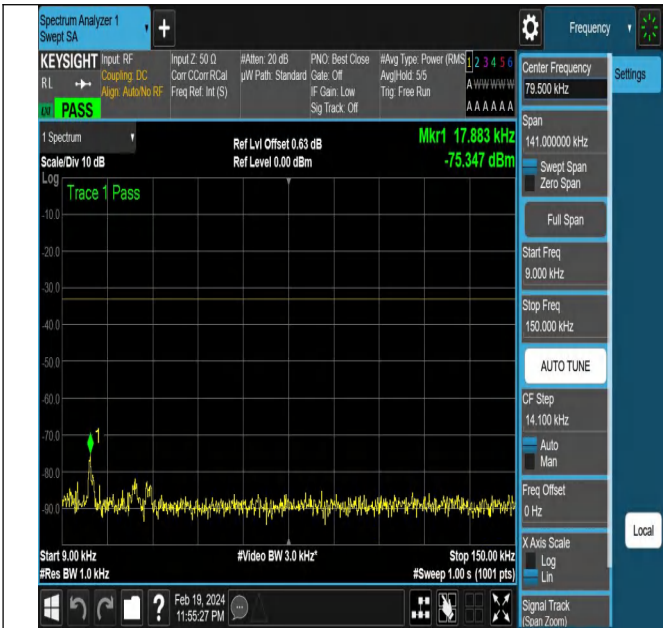 Spectrum Analyzer 1
Swept SA
+
Frequency
KEYSIGHT
RL
PASS
Input: RF
Coupling: DC
Align: Auto/No RF
Input Z: 50 Ω
Corr CCorr RCal
Freq Ref: Int (S)
#Atten: 20 dB
µW Path: Standard
PNO: Best Close
Gate: Off
IF Gain: Low
Sig Track: Off
#Avg Type: Power (RMS
Avg|Hold: 5/5
Trig: Free Run
1 2 3 4 5 6
A W W W W W
A A A A A A
Center Frequency
79.500 kHz
Settings
Span
141.000000 kHz
Swept Span
Zero Span
Full Span
Start Freq
9.000 kHz
Stop Freq
150.000 kHz
AUTO TUNE
CF Step
14.100 kHz
Auto
Man
Freq Offset
0 Hz
X Axis Scale
Log
Lin
Signal Track
(Span Zoom)
Local
1 Spectrum
Scale/Div 10 dB
Ref Lvl Offset 0.63 dB
Ref Level 0.00 dBm
Mkr1 17.883 kHz
-75.347 dBm
Log
Trace 1 Pass
-10.0
-20.0
-30.0
-40.0
-50.0
-60.0
-70.0
-80.0
-90.0
1
Start 9.00 kHz
#Res BW 1.0 kHz
#Video BW 3.0 kHz*
Stop 150.00 kHz
#Sweep 1.00 s (1001 pts)
?
Feb 19, 2024
11:55:27 PM